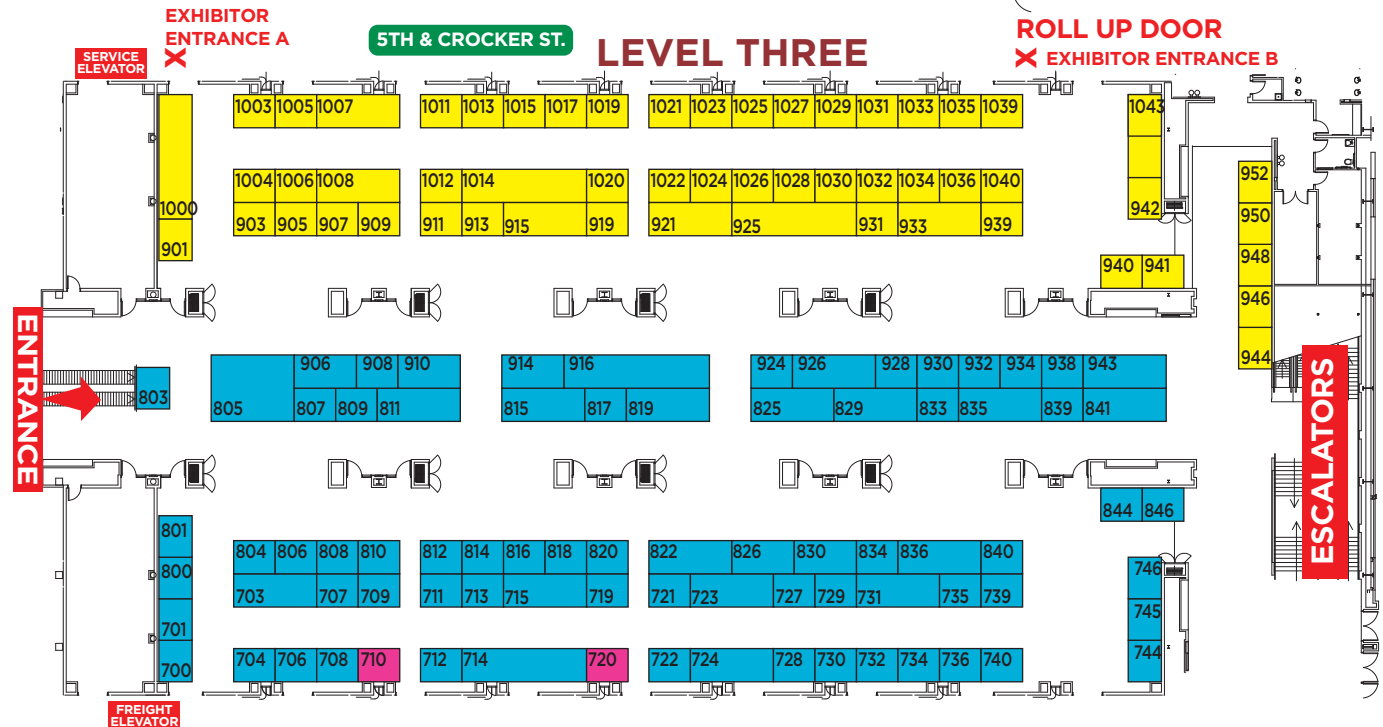 EXHIBITOR
ENTRANCE A
SERVICE
ELEVATOR
X
5TH & CROCKER ST.
LEVEL THREE
ROLL UP DOOR
X EXHIBITOR ENTRANCE B
1003 1005 1007 1011 1013 1015 1017 1019 1021 1023 1025 1027 1029 1031 1033 1035 1039 1043
1004 1006 1008 1012 1014 1020 1022 1024 1026 1028 1030 1032 1034 1036 1040
952
1000
942
903 905 907 909 911 913 915 919 921 925 931 933 939
950
901
940 941
948
946
944
ENTRANCE
803
906 908 910 914 916 924 926 928 930 932 934 938 943
805 807 809 811 815 817 819 825 829 833 835 839 841
ESCALATORS
844 846
801
804 806 808 810 812 814 816 818 820 822 826 830 834 836 840
800
746
703 707 709 711 713 715 719 721 723 727 729 731 735 739
745
701
704 706 708 710 712 714 720 722 724 728 730 732 734 736 740
744
700
FREIGHT
ELEVATOR